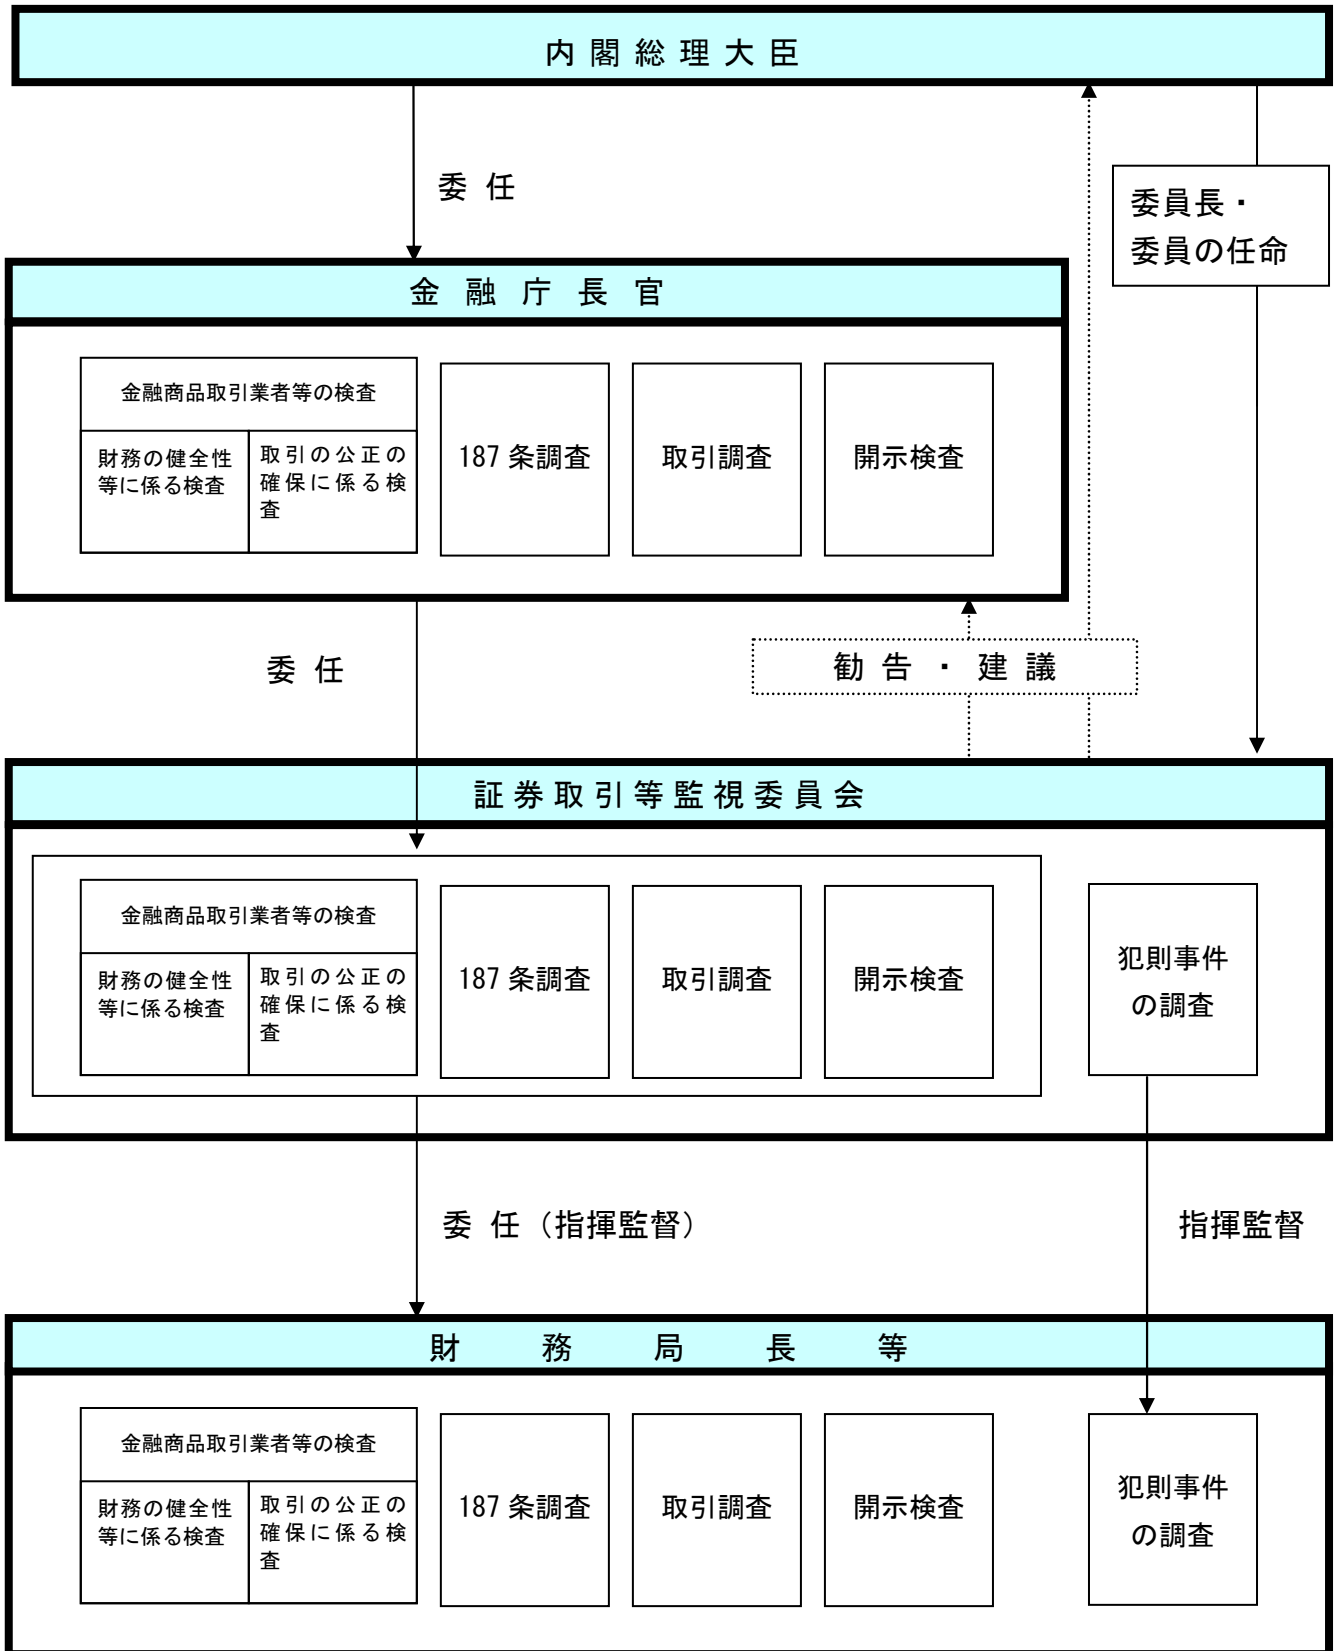 内閣総理大臣
委任
委員長・
委員の任命
金融庁長官
金融商品取引業者等の検査
財務の健全性
等に係る検査
取引の公正の
確保に係る検
査
187条調査
取引調査
開示検査
委任
勧告・建議
証券取引等監視委員会
金融商品取引業者等の検査
財務の健全性
等に係る検査
取引の公正の
確保に係る検
査
187条調査
取引調査
開示検査
犯則事件
の調査
委任（指揮監督）
指揮監督
財務局長等
金融商品取引業者等の検査
財務の健全性
等に係る検査
取引の公正の
確保に係る検
査
187条調査
取引調査
開示検査
犯則事件
の調査